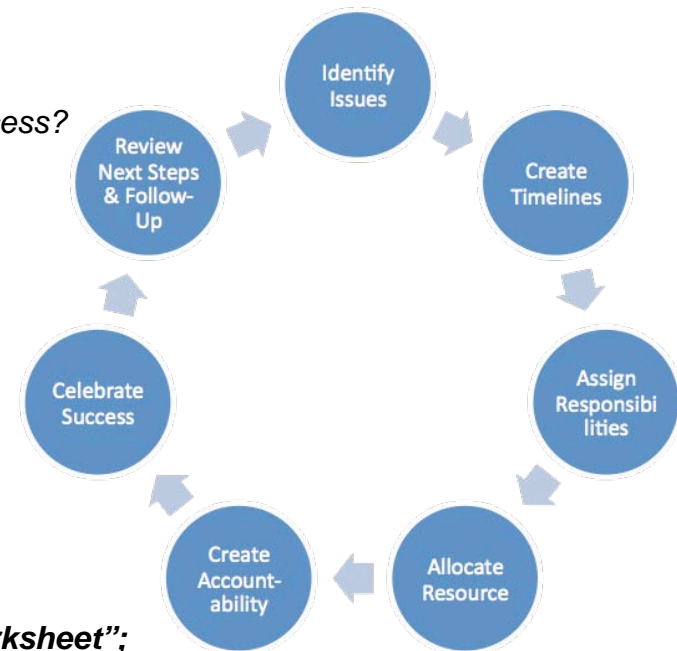 Identify
Issues
Create
Timelines
Assign
Responsibi
lities
Allocate
Resource
Create
Account-
ability
Celebrate
Success
Review
Next Steps
& Follow-
Up
ess?
rksheet”;